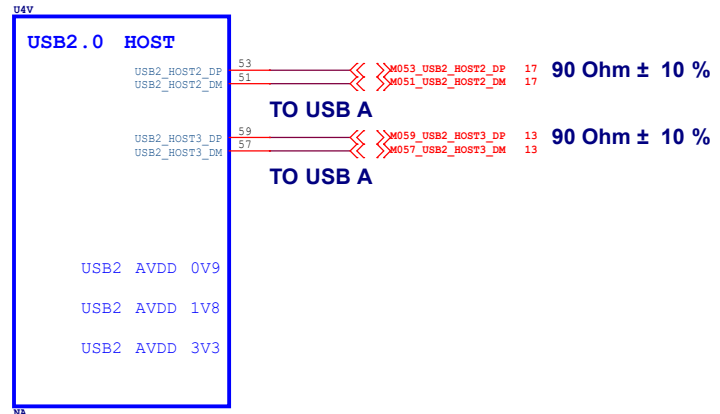 U4V
USB2.0 HOST
USB2_HOST2_DP 53 M053_USB2_HOST2_DP 17 90 Ohm ± 10 %
USB2_HOST2_DM 51 M051_USB2_HOST2_DM 17
TO USB A
USB2_HOST3_DP 59 M059_USB2_HOST3_DP 13 90 Ohm ± 10 %
USB2_HOST3_DM 57 M057_USB2_HOST3_DM 13
TO USB A
USB2 AVDD 0V9
USB2 AVDD 1V8
USB2 AVDD 3V3
NA